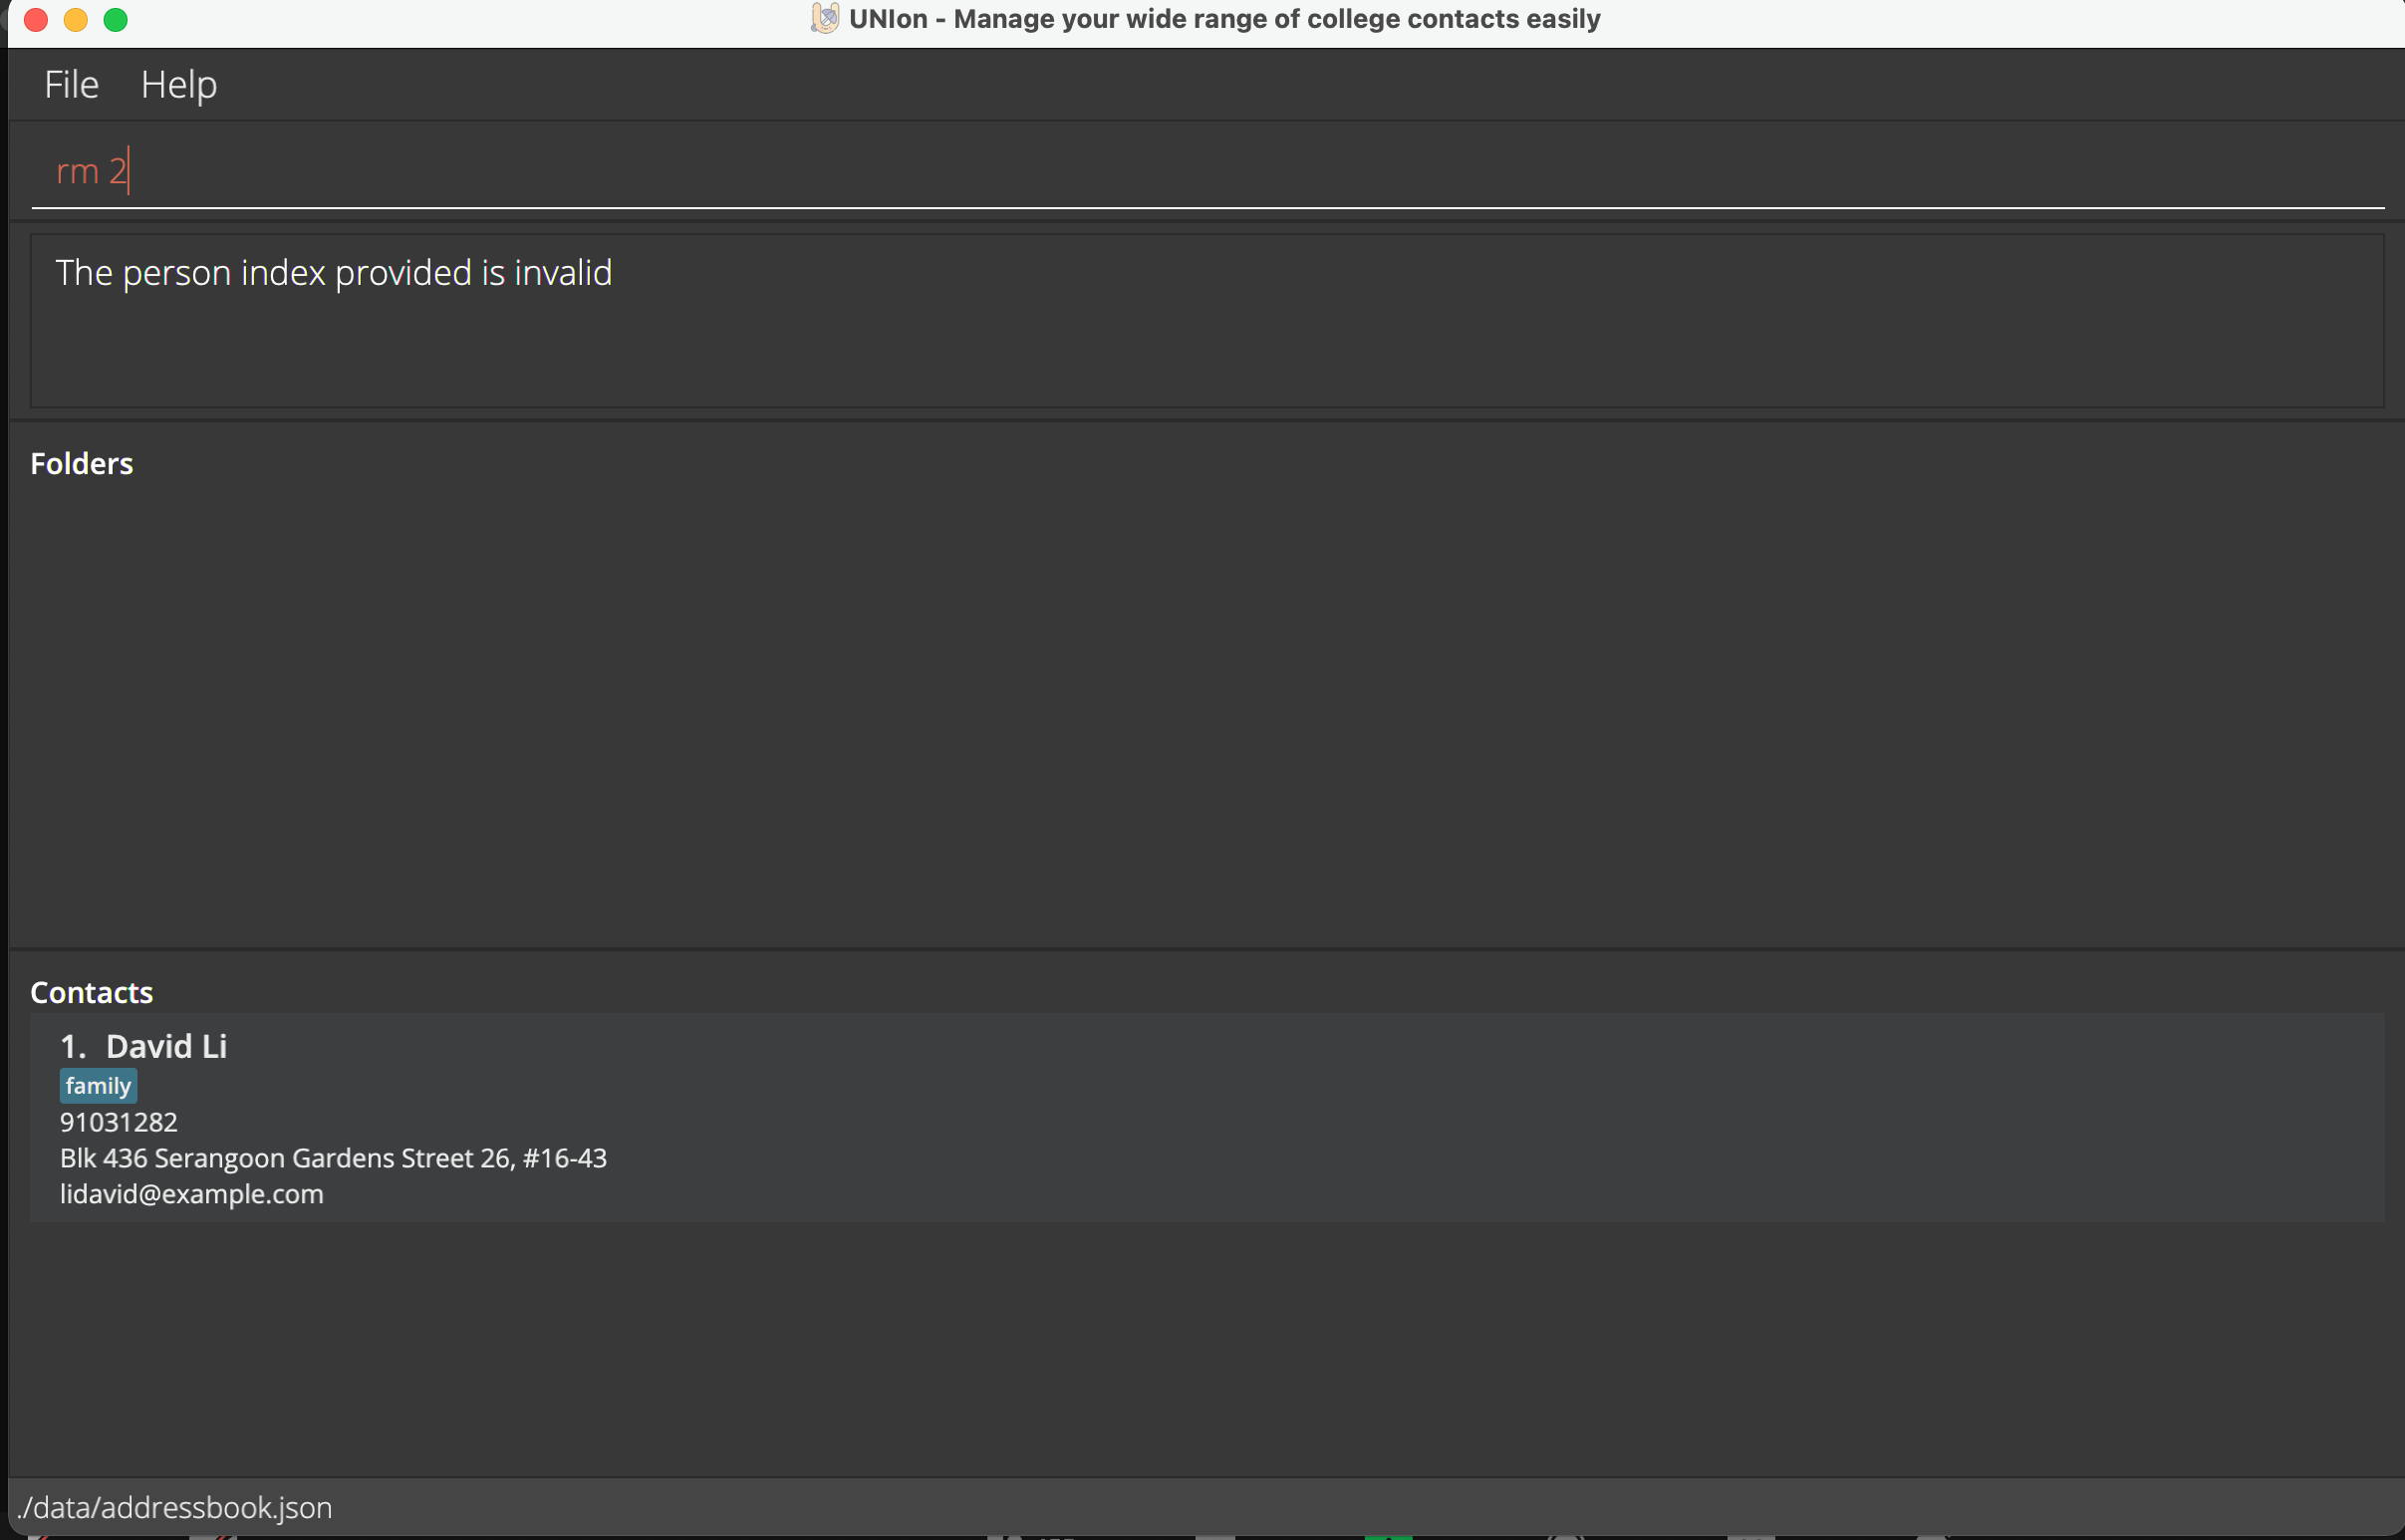 UNIon - Manage your wide range of college contacts easily
File Help
rm 2
The person index provided is invalid
Folders
Contacts
1. David Li
family
91031282
Blk 436 Serangoon Gardens Street 26, #16-43
lidavid@example.com
./data/addressbook.json